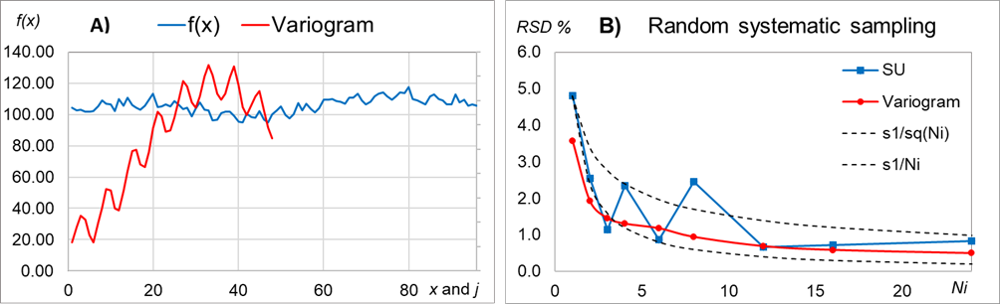 f(x) A) f(x) Variogram
140.00
120.00
100.00
80.00
60.00
40.00
20.00
0.00
0 20 40 60 80 x and j
RSD % B) Random systematic sampling
6.0
5.0
4.0
3.0
2.0
1.0
0.0
SU
Variogram
s1/sq(Ni)
s1/Ni
0 5 10 15 20 Ni